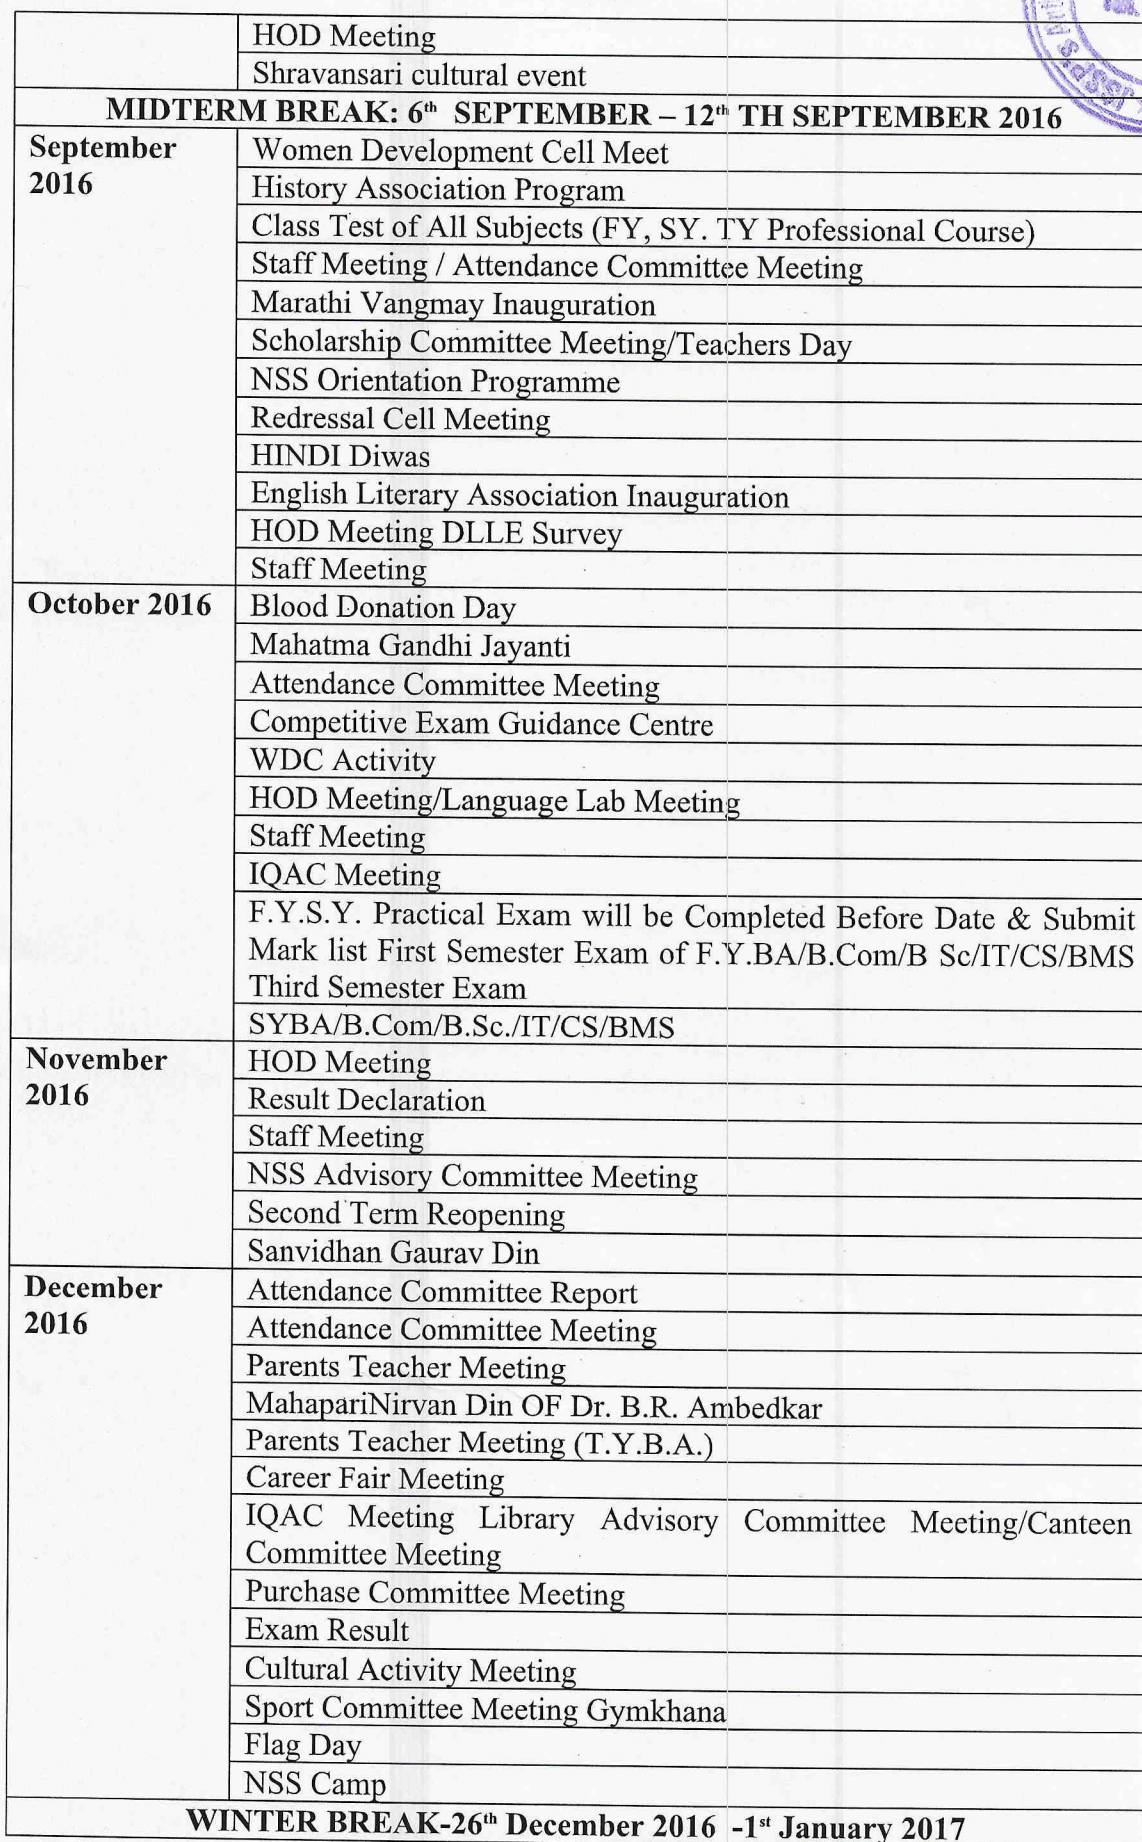 HOD Meeting
Shravansari cultural event
MIDTERM BREAK: 6th SEPTEMBER – 12th TH SEPTEMBER 2016
September
2016
Women Development Cell Meet
History Association Program
Class Test of All Subjects (FY, SY. TY Professional Course)
Staff Meeting / Attendance Committee Meeting
Marathi Vangmay Inauguration
Scholarship Committee Meeting/Teachers Day
NSS Orientation Programme
Redressal Cell Meeting
HINDI Diwas
English Literary Association Inauguration
HOD Meeting DLLE Survey
Staff Meeting
October 2016
Blood Donation Day
Mahatma Gandhi Jayanti
Attendance Committee Meeting
Competitive Exam Guidance Centre
WDC Activity
HOD Meeting/Language Lab Meeting
Staff Meeting
IQAC Meeting
F.Y.S.Y. Practical Exam will be Completed Before Date & Submit
Mark list First Semester Exam of F.Y.BA/B.Com/B Sc/IT/CS/BMS
Third Semester Exam
SYBA/B.Com/B.Sc./IT/CS/BMS
November
2016
HOD Meeting
Result Declaration
Staff Meeting
NSS Advisory Committee Meeting
Second Term Reopening
Sanvidhan Gaurav Din
December
2016
Attendance Committee Report
Attendance Committee Meeting
Parents Teacher Meeting
MahapariNirvan Din OF Dr. B.R. Ambedkar
Parents Teacher Meeting (T.Y.B.A.)
Career Fair Meeting
IQAC Meeting Library Advisory Committee Meeting/Canteen
Committee Meeting
Purchase Committee Meeting
Exam Result
Cultural Activity Meeting
Sport Committee Meeting Gymkhana
Flag Day
NSS Camp
WINTER BREAK-26th December 2016 -1st January 2017